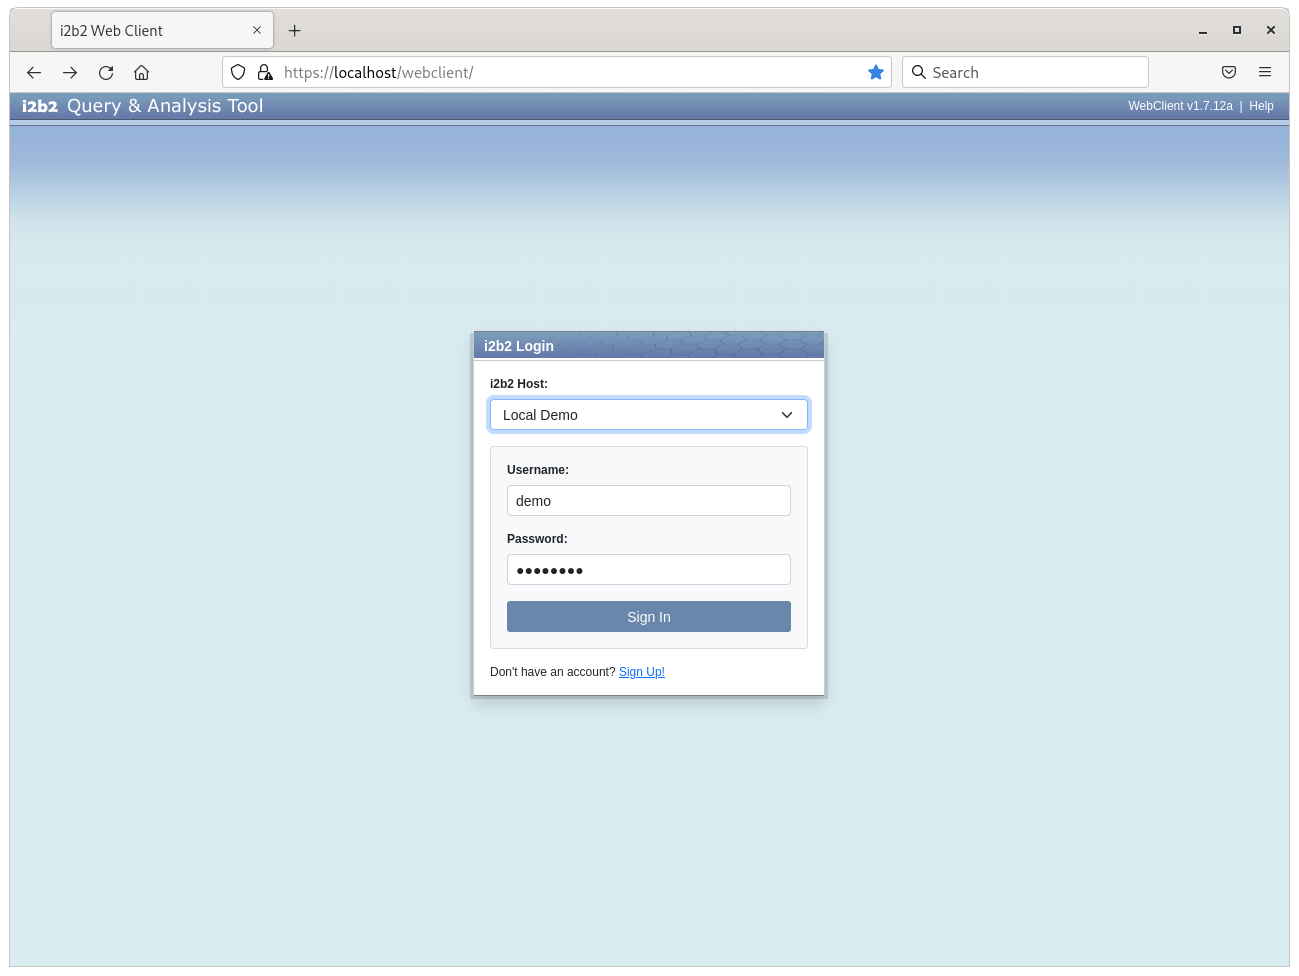 i2b2 Web Client
https://localhost/webclient/
Search
i2b2 Query & Analysis Tool
WebClient v1.7.12a | Help
i2b2 Login
i2b2 Host:
Local Demo
Username:
demo
Password:
●●●●●●●●
Sign In
Don't have an account? Sign Up!